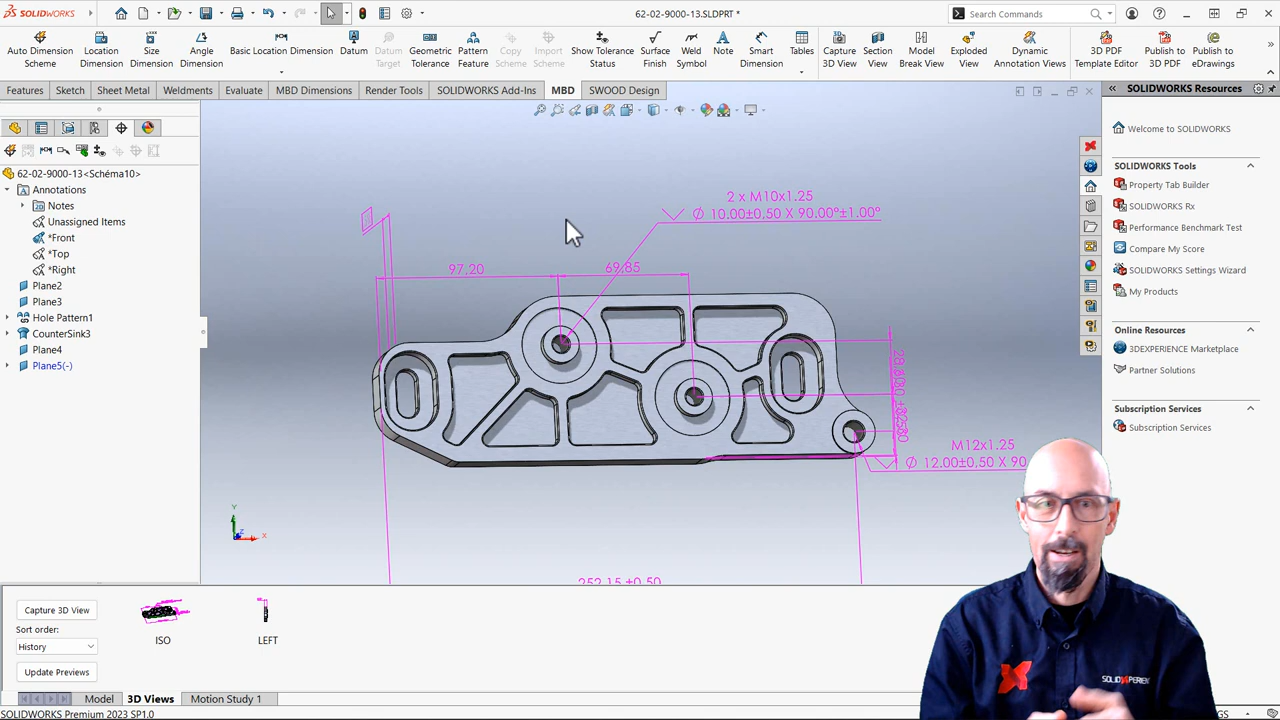 SOLIDWORKS
62-02-9000-13.SLDPRT *
Search Commands
Auto Dimension Scheme
Location Dimension
Size Dimension
Angle Dimension
Basic Location Dimension
Datum
Datum Target
Geometric Tolerance
Pattern Feature
Copy Scheme
Import Scheme
Show Tolerance Status
Surface Finish
Weld Symbol
Note
Smart Dimension
Tables
Capture 3D View
Section View
Model Break View
Exploded View
Dynamic Annotation Views
3D PDF Template Editor
Publish to 3D PDF
Publish to eDrawings
Features
Sketch
Sheet Metal
Weldments
Evaluate
MBD Dimensions
Render Tools
SOLIDWORKS Add-Ins
MBD
SWOOD Design
SOLIDWORKS Resources
62-02-9000-13<Schéma10>
Annotations
Notes
Unassigned Items
*Front
*Top
*Right
Plane2
Plane3
Hole Pattern1
CounterSink3
Plane4
Plane5(-)
2 x M10x1.25
Ø 10.00±0,50 X 90.00°±1.00°
97,20
69,85
M12x1.25
Ø 12.00±0,50 X 90
252,15 ±0,50
Y
Z
X
Welcome to SOLIDWORKS
SOLIDWORKS Tools
Property Tab Builder
SOLIDWORKS Rx
Performance Benchmark Test
Compare My Score
SOLIDWORKS Settings Wizard
My Products
Online Resources
3DEXPERIENCE Marketplace
Partner Solutions
Subscription Services
Subscription Services
Capture 3D View
Sort order:
History
Update Previews
ISO
LEFT
Model
3D Views
Motion Study 1
SOLIDWORKS Premium 2023 SP1.0
GS